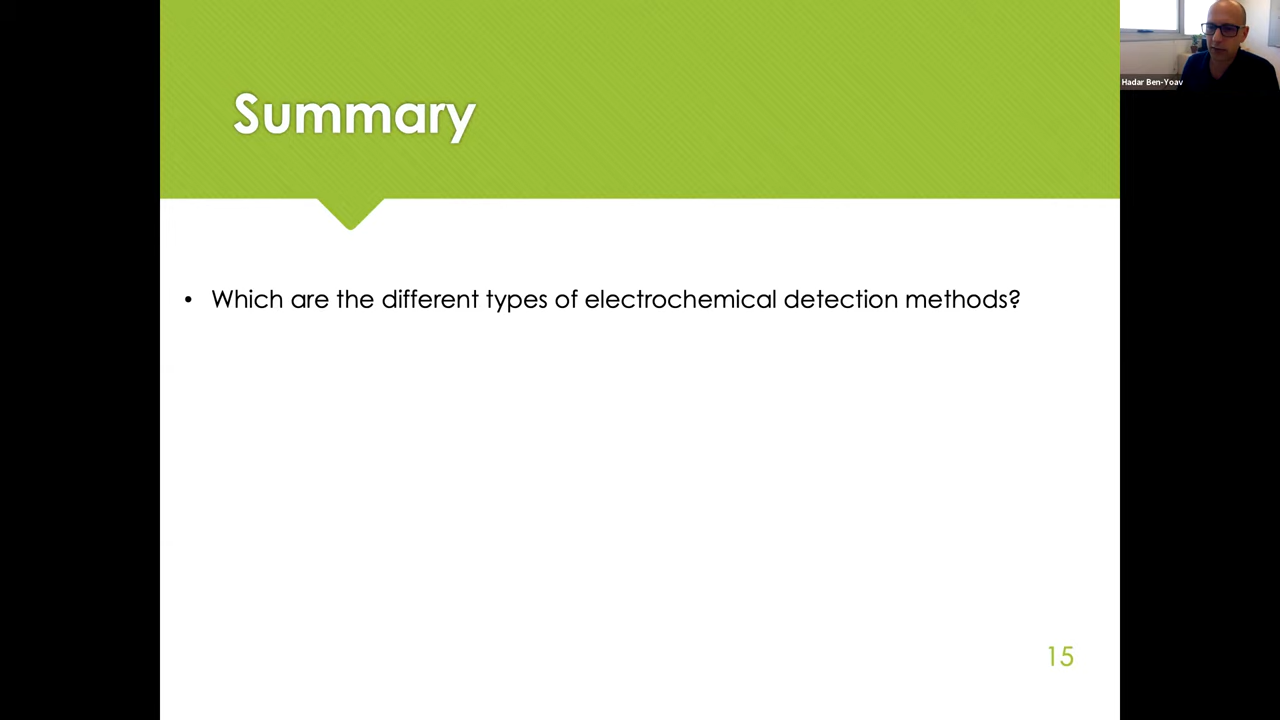 Summary
• Which are the different types of electrochemical detection methods?
15
Hadar Ben-Yoav